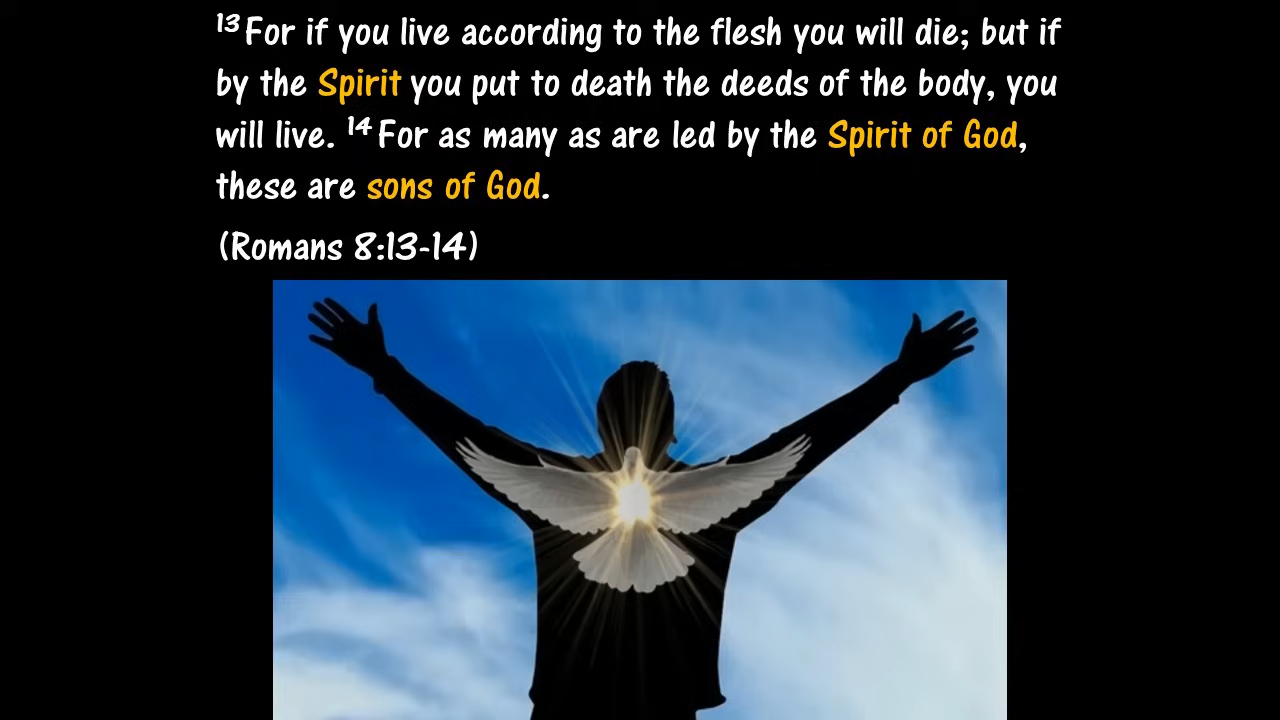 ¹³For if you live according to the flesh you will die; but if
by the Spirit you put to death the deeds of the body, you
will live. ¹⁴For as many as are led by the Spirit of God,
these are sons of God.
(Romans 8:13-14)